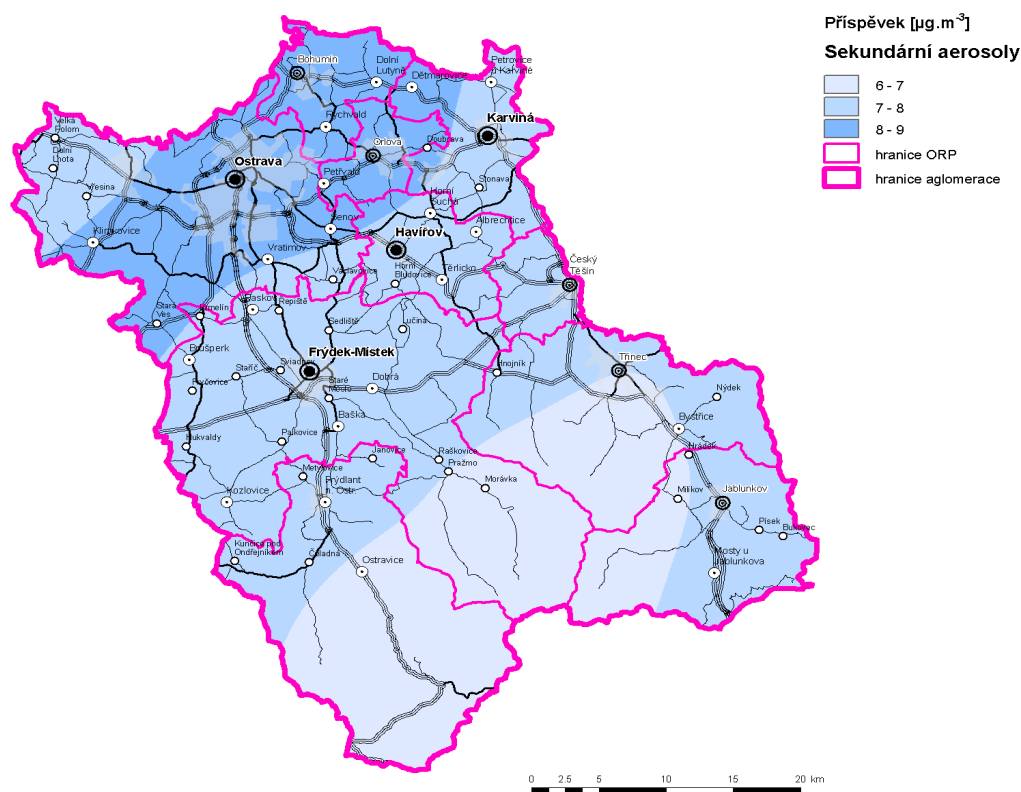 Příspěvek [µg.m-3]
Sekundární aerosoly
6 - 7
7 - 8
8 - 9
hranice ORP
hranice aglomerace
Bohumín
Dolní
Lutyně
Dětmarovice
Petrovice
u Karviné
Karviná
Rychvald
Velká
Polom
Dolní
Lhota
Orlová
Doubrava
Ostrava
Petřvald
Stonava
Vřesina
Horní
Suchá
Klimkovice
Šenov
Albrechtice
Havířov
Vratimov
Václavovice
Horní
Bludovice
Těrlicko
Český
Těšín
Stará
Ves
Paskov
Řepiště
Sedliště
Lučina
Brušperk
Frýdek-Místek
Třinec
Hnojník
Staříč
Sviadnov
Staré
Město
Dobrá
Nýdek
Baška
Bystřice
Hukvaldy
Palkovice
Hrádek
Janovice
Raškovice
Pražmo
Metylovice
Morávka
Kozlovice
Frýdlant
n. Ostr.
Milíkov
Jablunkov
Písek
Bukovec
Kunčice pod
Ondřejníkem
Čeladná
Ostravice
Mosty u
Jablunkova
0 2.5 5 10 15 20 km